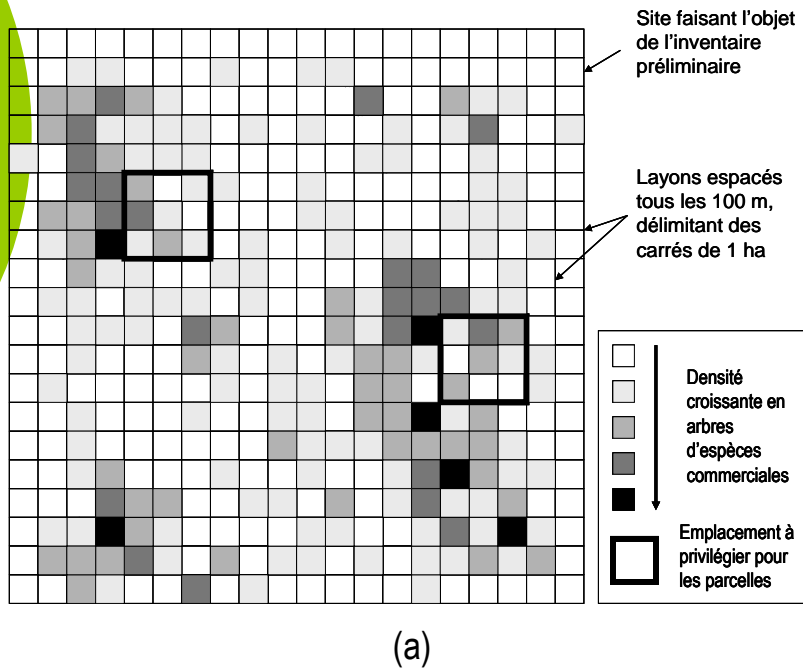 Site faisant l'objet
de l'inventaire
préliminaire
Layons espacés
tous les 100 m,
délimitant des
carrés de 1 ha
Densité
croissante en
arbres
d'espèces
commerciales
Emplacement à
privilégier pour
les parcelles
(a)